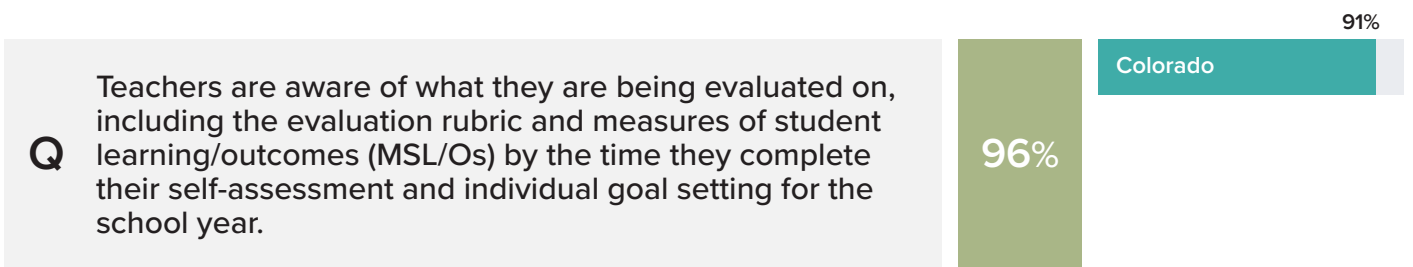 91%
Teachers are aware of what they are being evaluated on,
including the evaluation rubric and measures of student
Q learning/outcomes (MSL/Os) by the time they complete
their self-assessment and individual goal setting for the
school year.
96%
Colorado